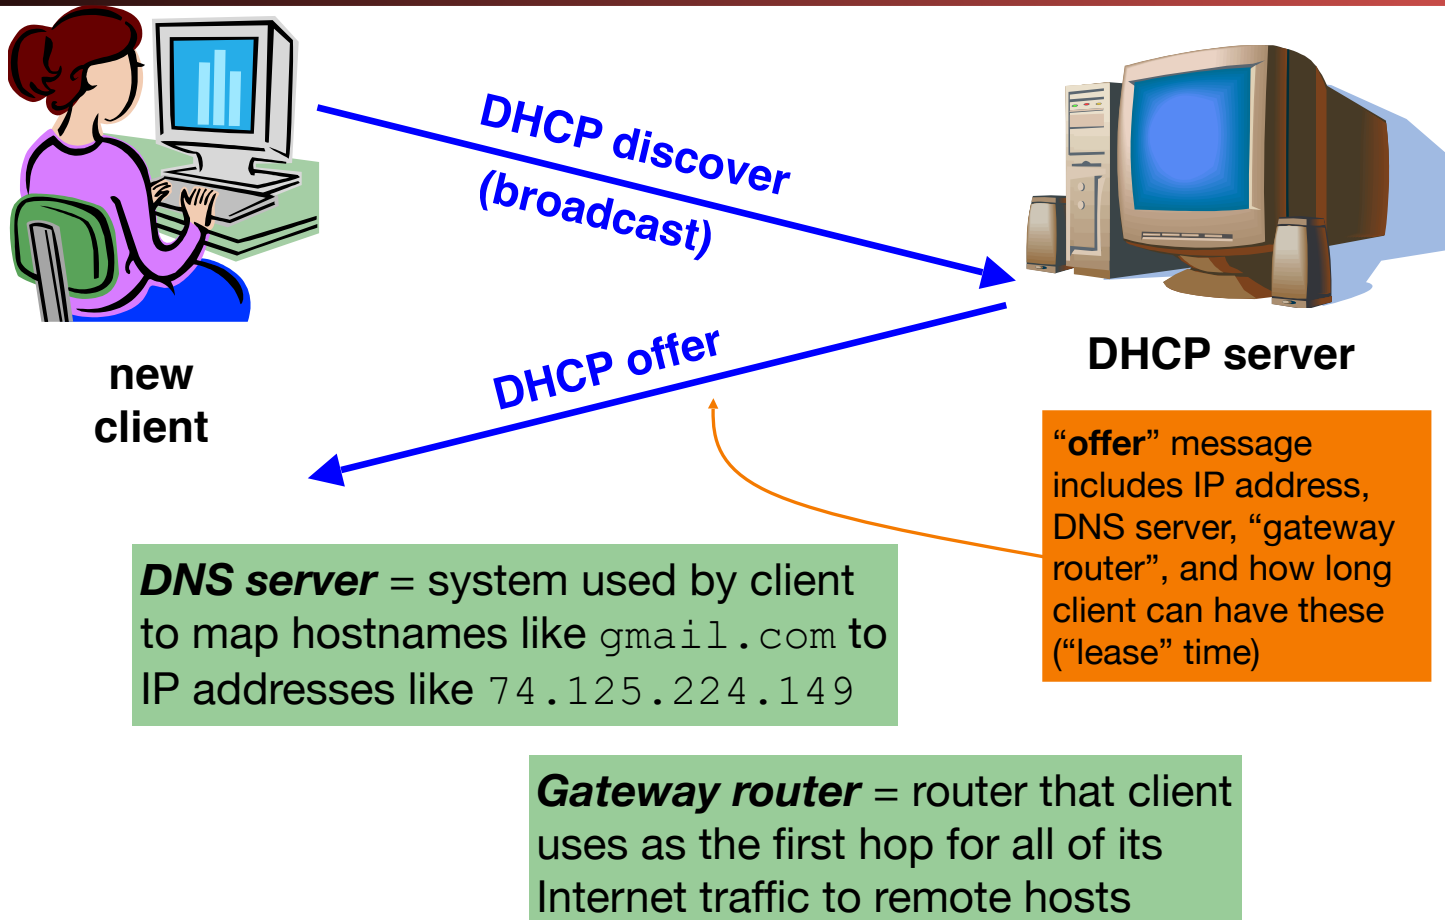 DHCP discover
(broadcast)
DHCP offer
new
client
DHCP server
“offer” message
includes IP address,
DNS server, “gateway
router”, and how long
client can have these
(“lease” time)
DNS server = system used by client
to map hostnames like gmail.com to
IP addresses like 74.125.224.149
Gateway router = router that client
uses as the first hop for all of its
Internet traffic to remote hosts